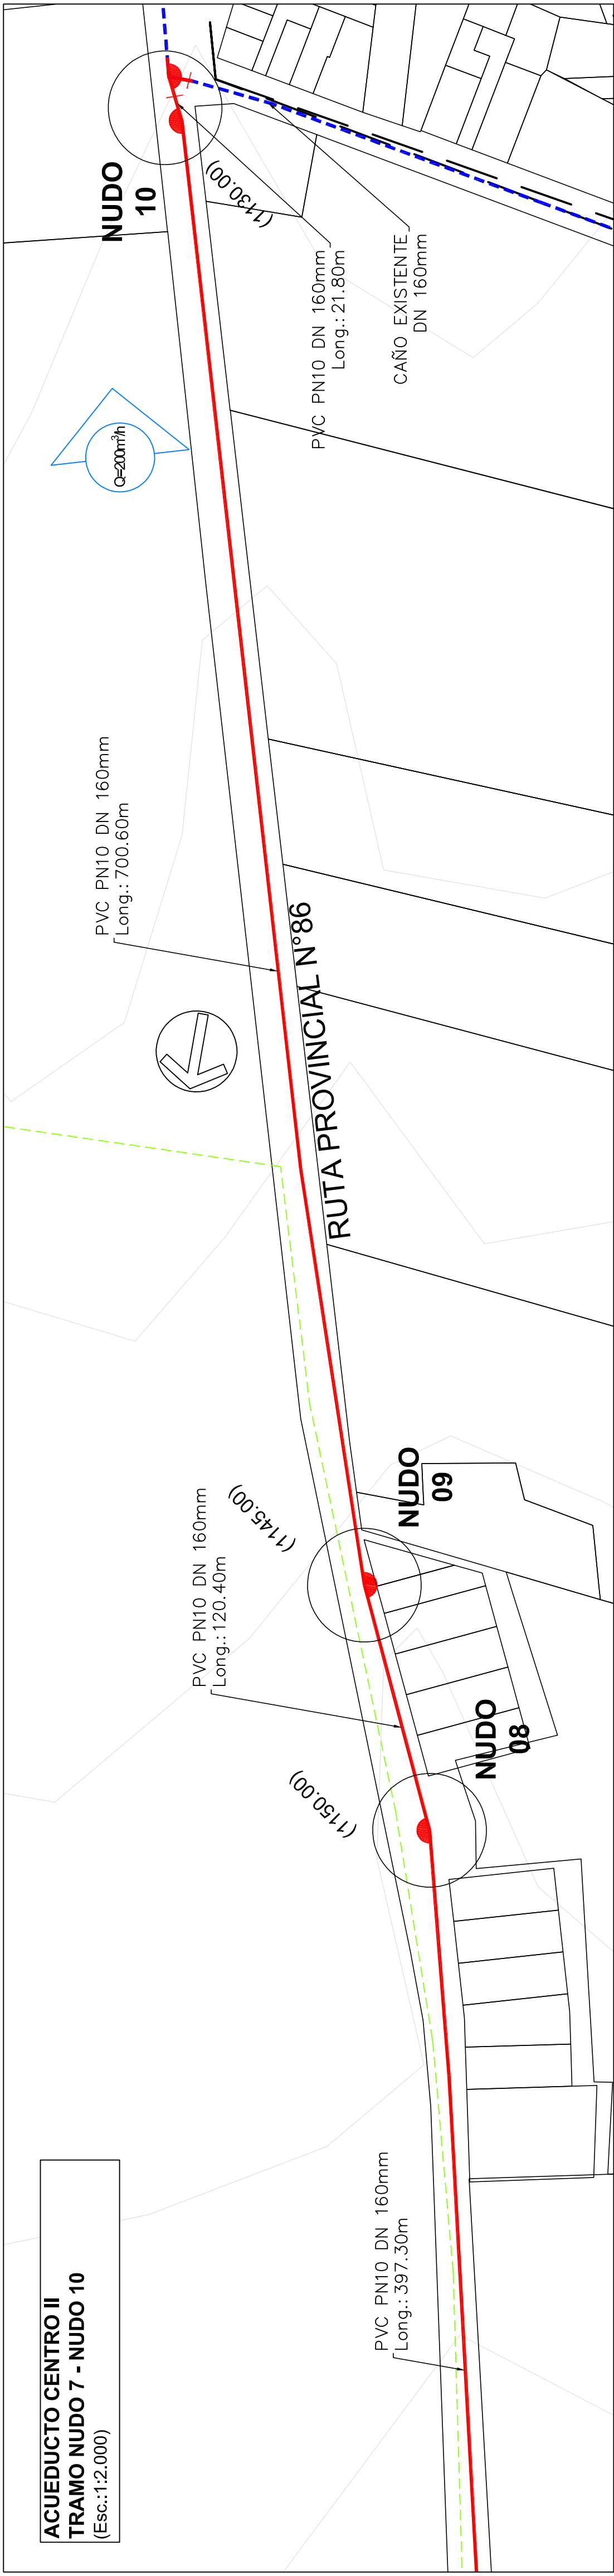 ACUEDUCTO CENTRO II
TRAMO NUDO 7 - NUDO 10
(Esc.:1:2.000)
PVC PN10 DN 160mm
Long.: 397.30m
(1150.00)
NUDO
08
PVC PN10 DN 160mm
Long.:120.40m
(1145.00)
NUDO
09
RUTA PROVINCIAL N°86
PVC PN10 DN 160mm
Long.: 700.60m
Q=200m³/h
NUDO
10
(1130.00)
PVC PN10 DN 160mm
Long.: 21.80m
CAÑO EXISTENTE
DN 160mm